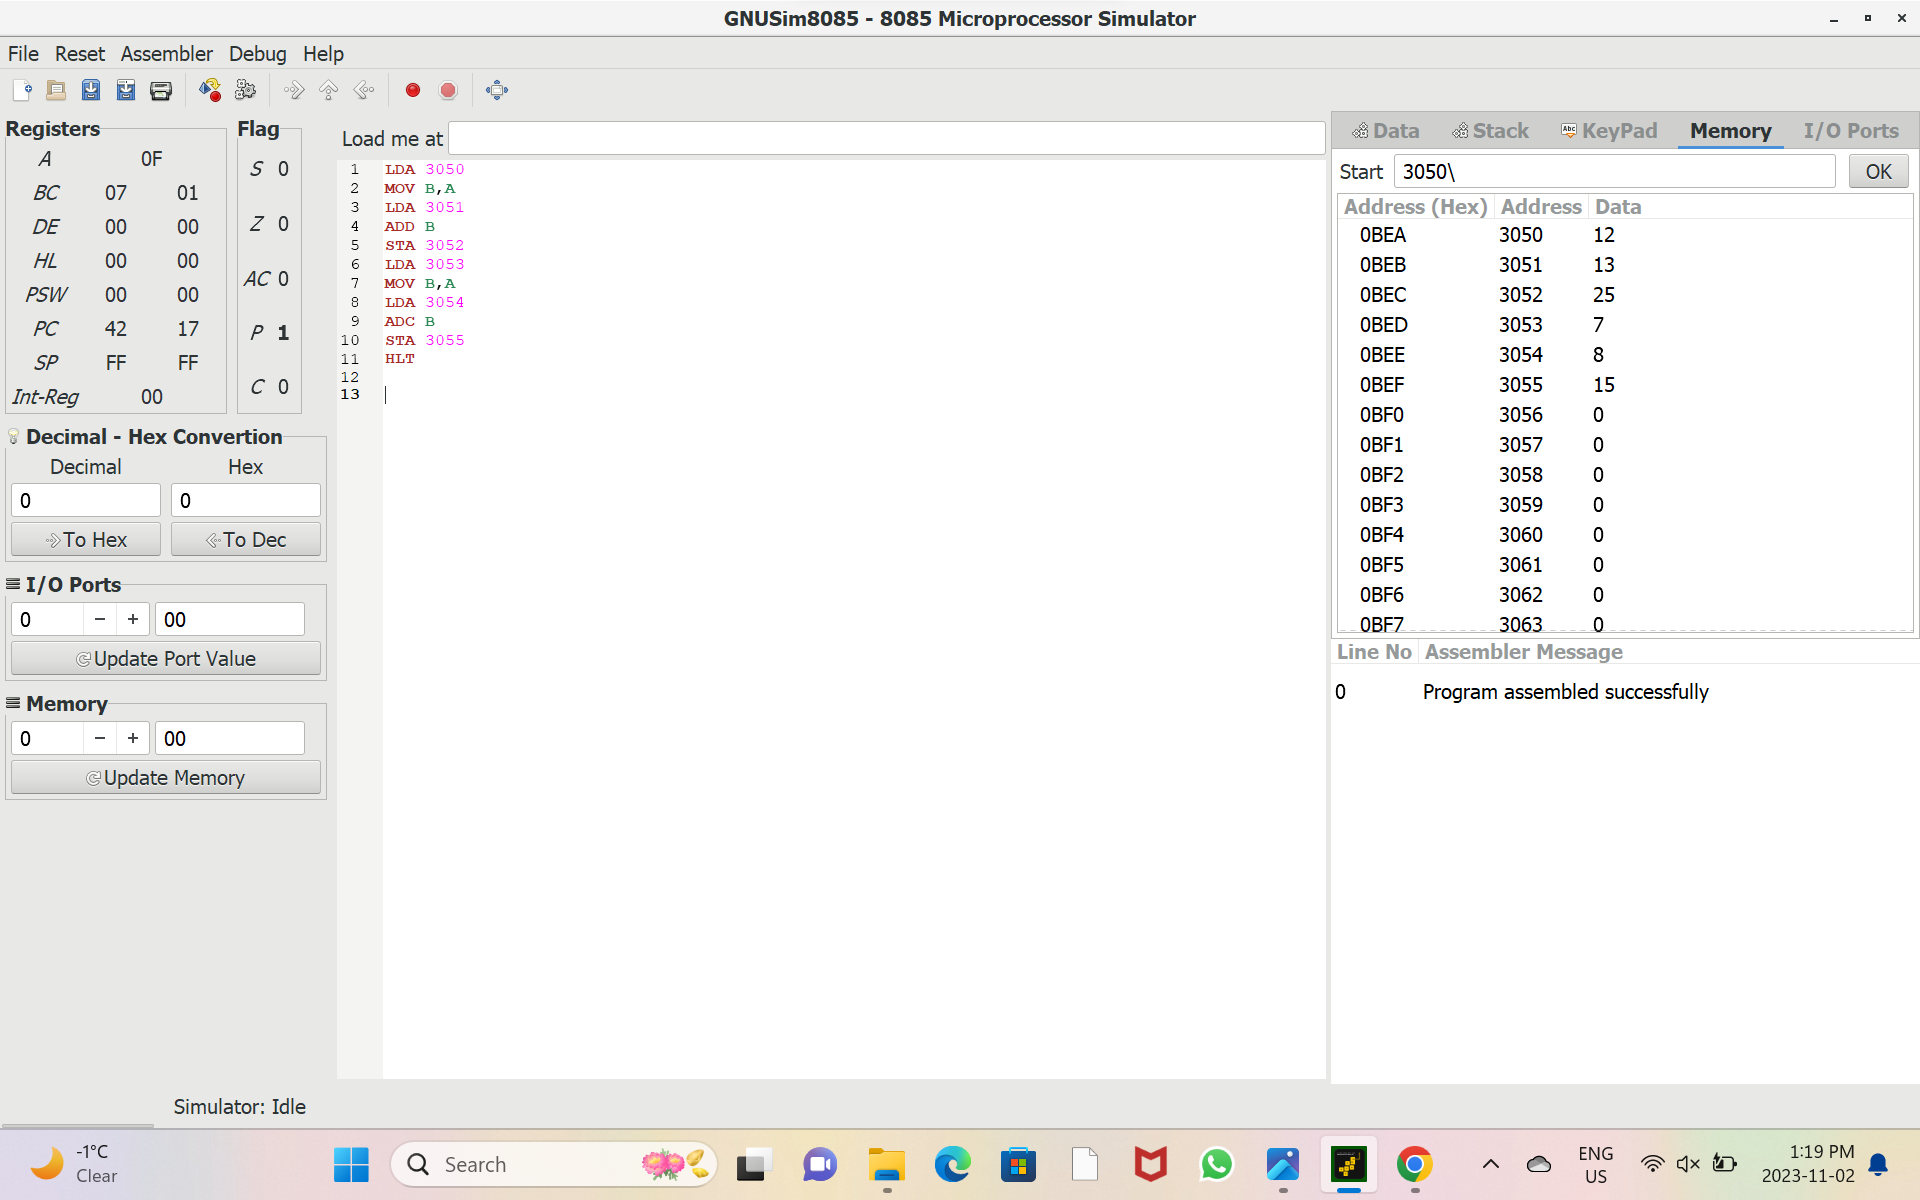 GNUSim8085 - 8085 Microprocessor Simulator
File Reset Assembler Debug Help
Registers
A 0F
BC 07 01
DE 00 00
HL 00 00
PSW 00 00
PC 42 17
SP FF FF
Int-Reg 00
Flag
S 0
Z 0
AC 0
P 1
C 0
Decimal - Hex Convertion
Decimal Hex
0 0
To Hex To Dec
I/O Ports
0 − + 00
Update Port Value
Memory
0 − + 00
Update Memory
Load me at
1 LDA 3050
2 MOV B,A
3 LDA 3051
4 ADD B
5 STA 3052
6 LDA 3053
7 MOV B,A
8 LDA 3054
9 ADC B
10 STA 3055
11 HLT
12
13
Data Stack Abc KeyPad Memory I/O Ports
Start 3050\ OK
Address (Hex) Address Data
0BEA 3050 12
0BEB 3051 13
0BEC 3052 25
0BED 3053 7
0BEE 3054 8
0BEF 3055 15
0BF0 3056 0
0BF1 3057 0
0BF2 3058 0
0BF3 3059 0
0BF4 3060 0
0BF5 3061 0
0BF6 3062 0
0BF7 3063 0
Line No Assembler Message
0 Program assembled successfully
Simulator: Idle
-1°C
Clear
Search
ENG
US
1:19 PM
2023-11-02